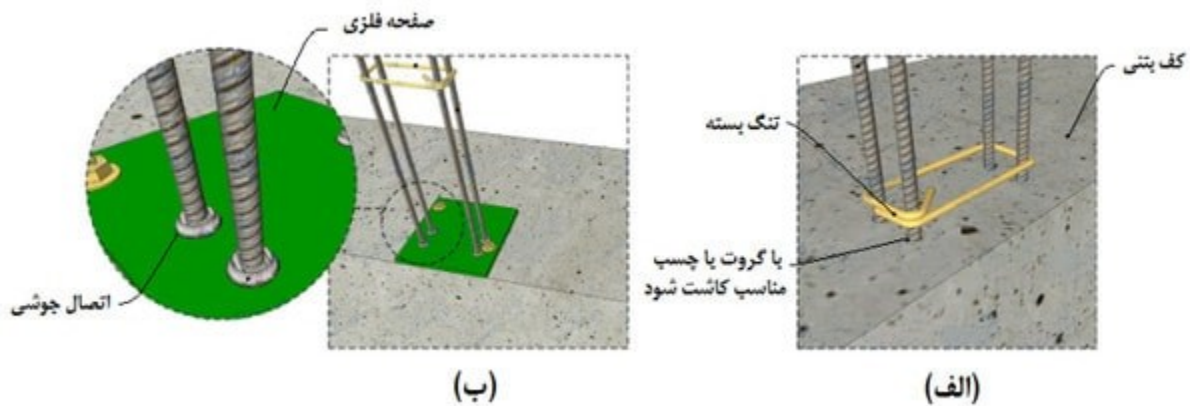 کف بتنی
تنگ بسته
با گروت یا چسب
مناسب کاشت شود
(الف)
صفحه فلزی
اتصال جوشی
(ب)